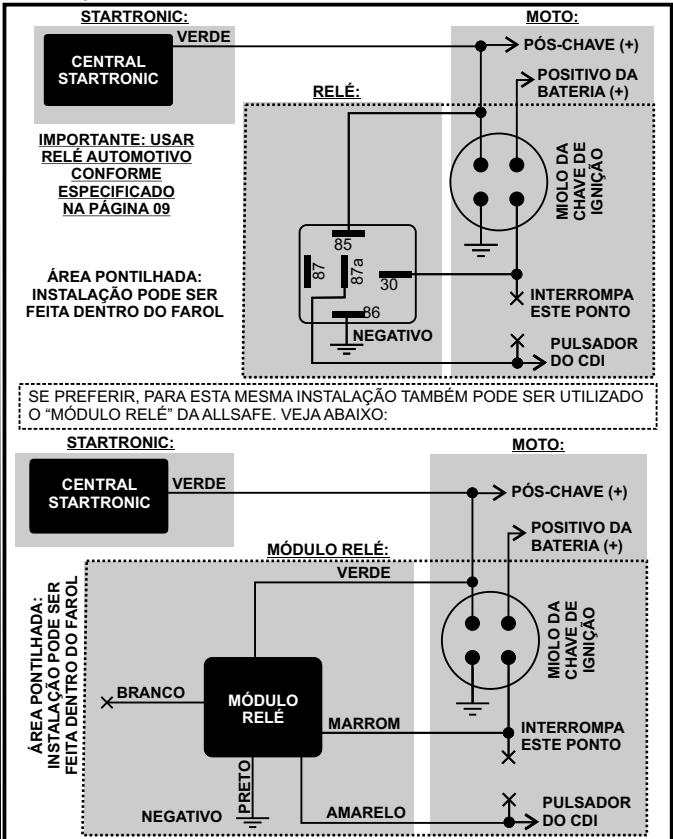 STARTRONIC:
MOTO:
VERDE
CENTRAL
STARTRONIC
PÓS-CHAVE (+)
POSITIVO DA
BATERIA (+)
RELÉ:
IMPORTANTE: USAR
RELÉ AUTOMOTIVO
CONFORME
ESPECIFICADO
NA PÁGINA 09
MIOLO DA
CHAVE DE
IGNIÇÃO
85
87
87a
30
86
NEGATIVO
ÁREA PONTILHADA:
INSTALAÇÃO PODE SER
FEITA DENTRO DO FAROL
INTERROMPA
ESTE PONTO
PULSADOR
DO CDI
SE PREFERIR, PARA ESTA MESMA INSTALAÇÃO TAMBÉM PODE SER UTILIZADO
O “MÓDULO RELÉ” DA ALLSAFE. VEJA ABAIXO:
STARTRONIC:
MOTO:
VERDE
CENTRAL
STARTRONIC
PÓS-CHAVE (+)
POSITIVO DA
BATERIA (+)
MÓDULO RELÉ:
VERDE
ÁREA PONTILHADA:
INSTALAÇÃO PODE SER
FEITA DENTRO DO FAROL
MIOLO DA
CHAVE DE
IGNIÇÃO
BRANCO
MÓDULO
RELÉ
MARROM
INTERROMPA
ESTE PONTO
PRETO
NEGATIVO
AMARELO
PULSADOR
DO CDI